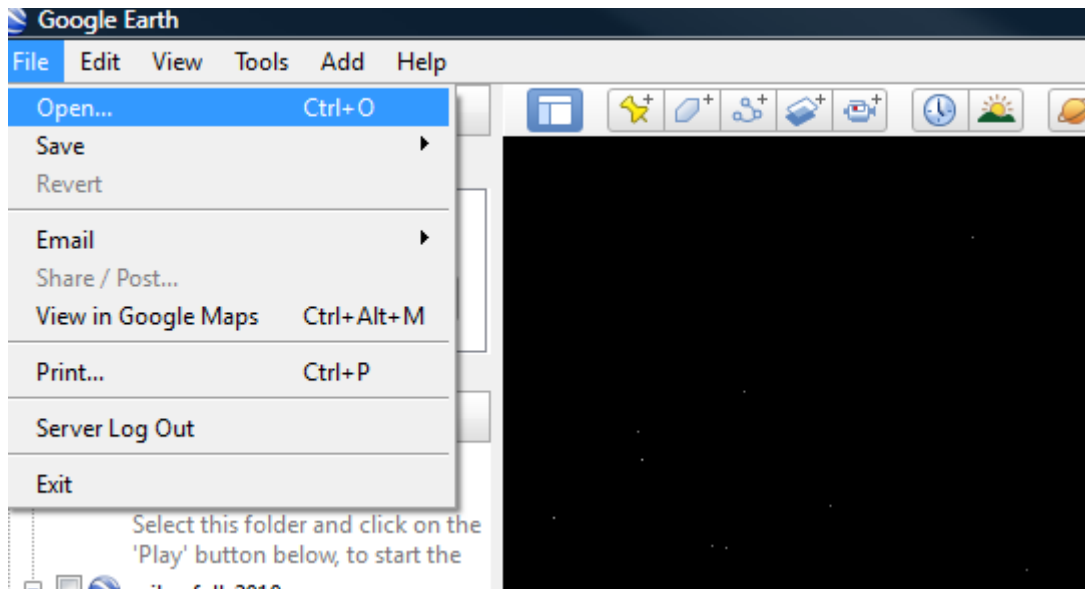 Google Earth
File Edit View Tools Add Help
Open... Ctrl+O
Save
Revert
Email
Share / Post...
View in Google Maps Ctrl+Alt+M
Print... Ctrl+P
Server Log Out
Exit
Select this folder and click on the
'Play' button below, to start the